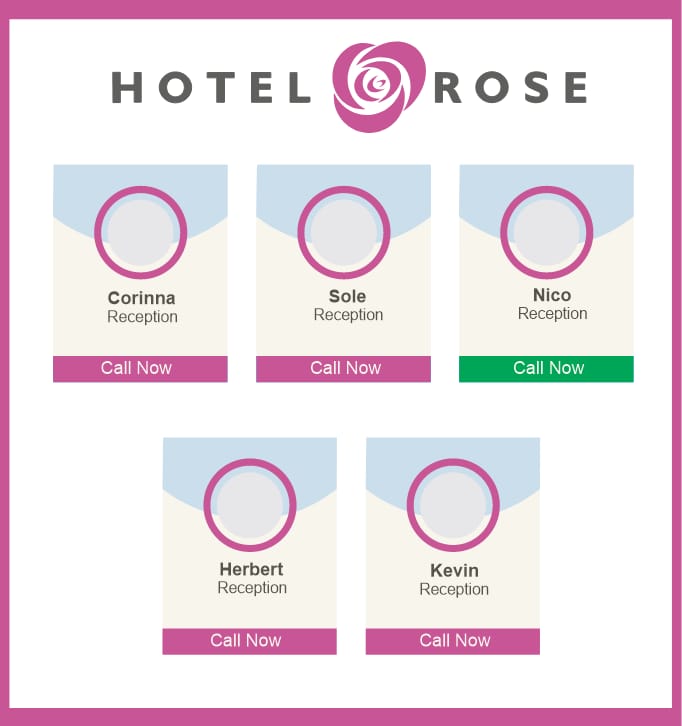 HOTEL ROSE
Corinna
Reception
Call Now
Sole
Reception
Call Now
Nico
Reception
Call Now
Herbert
Reception
Call Now
Kevin
Reception
Call Now